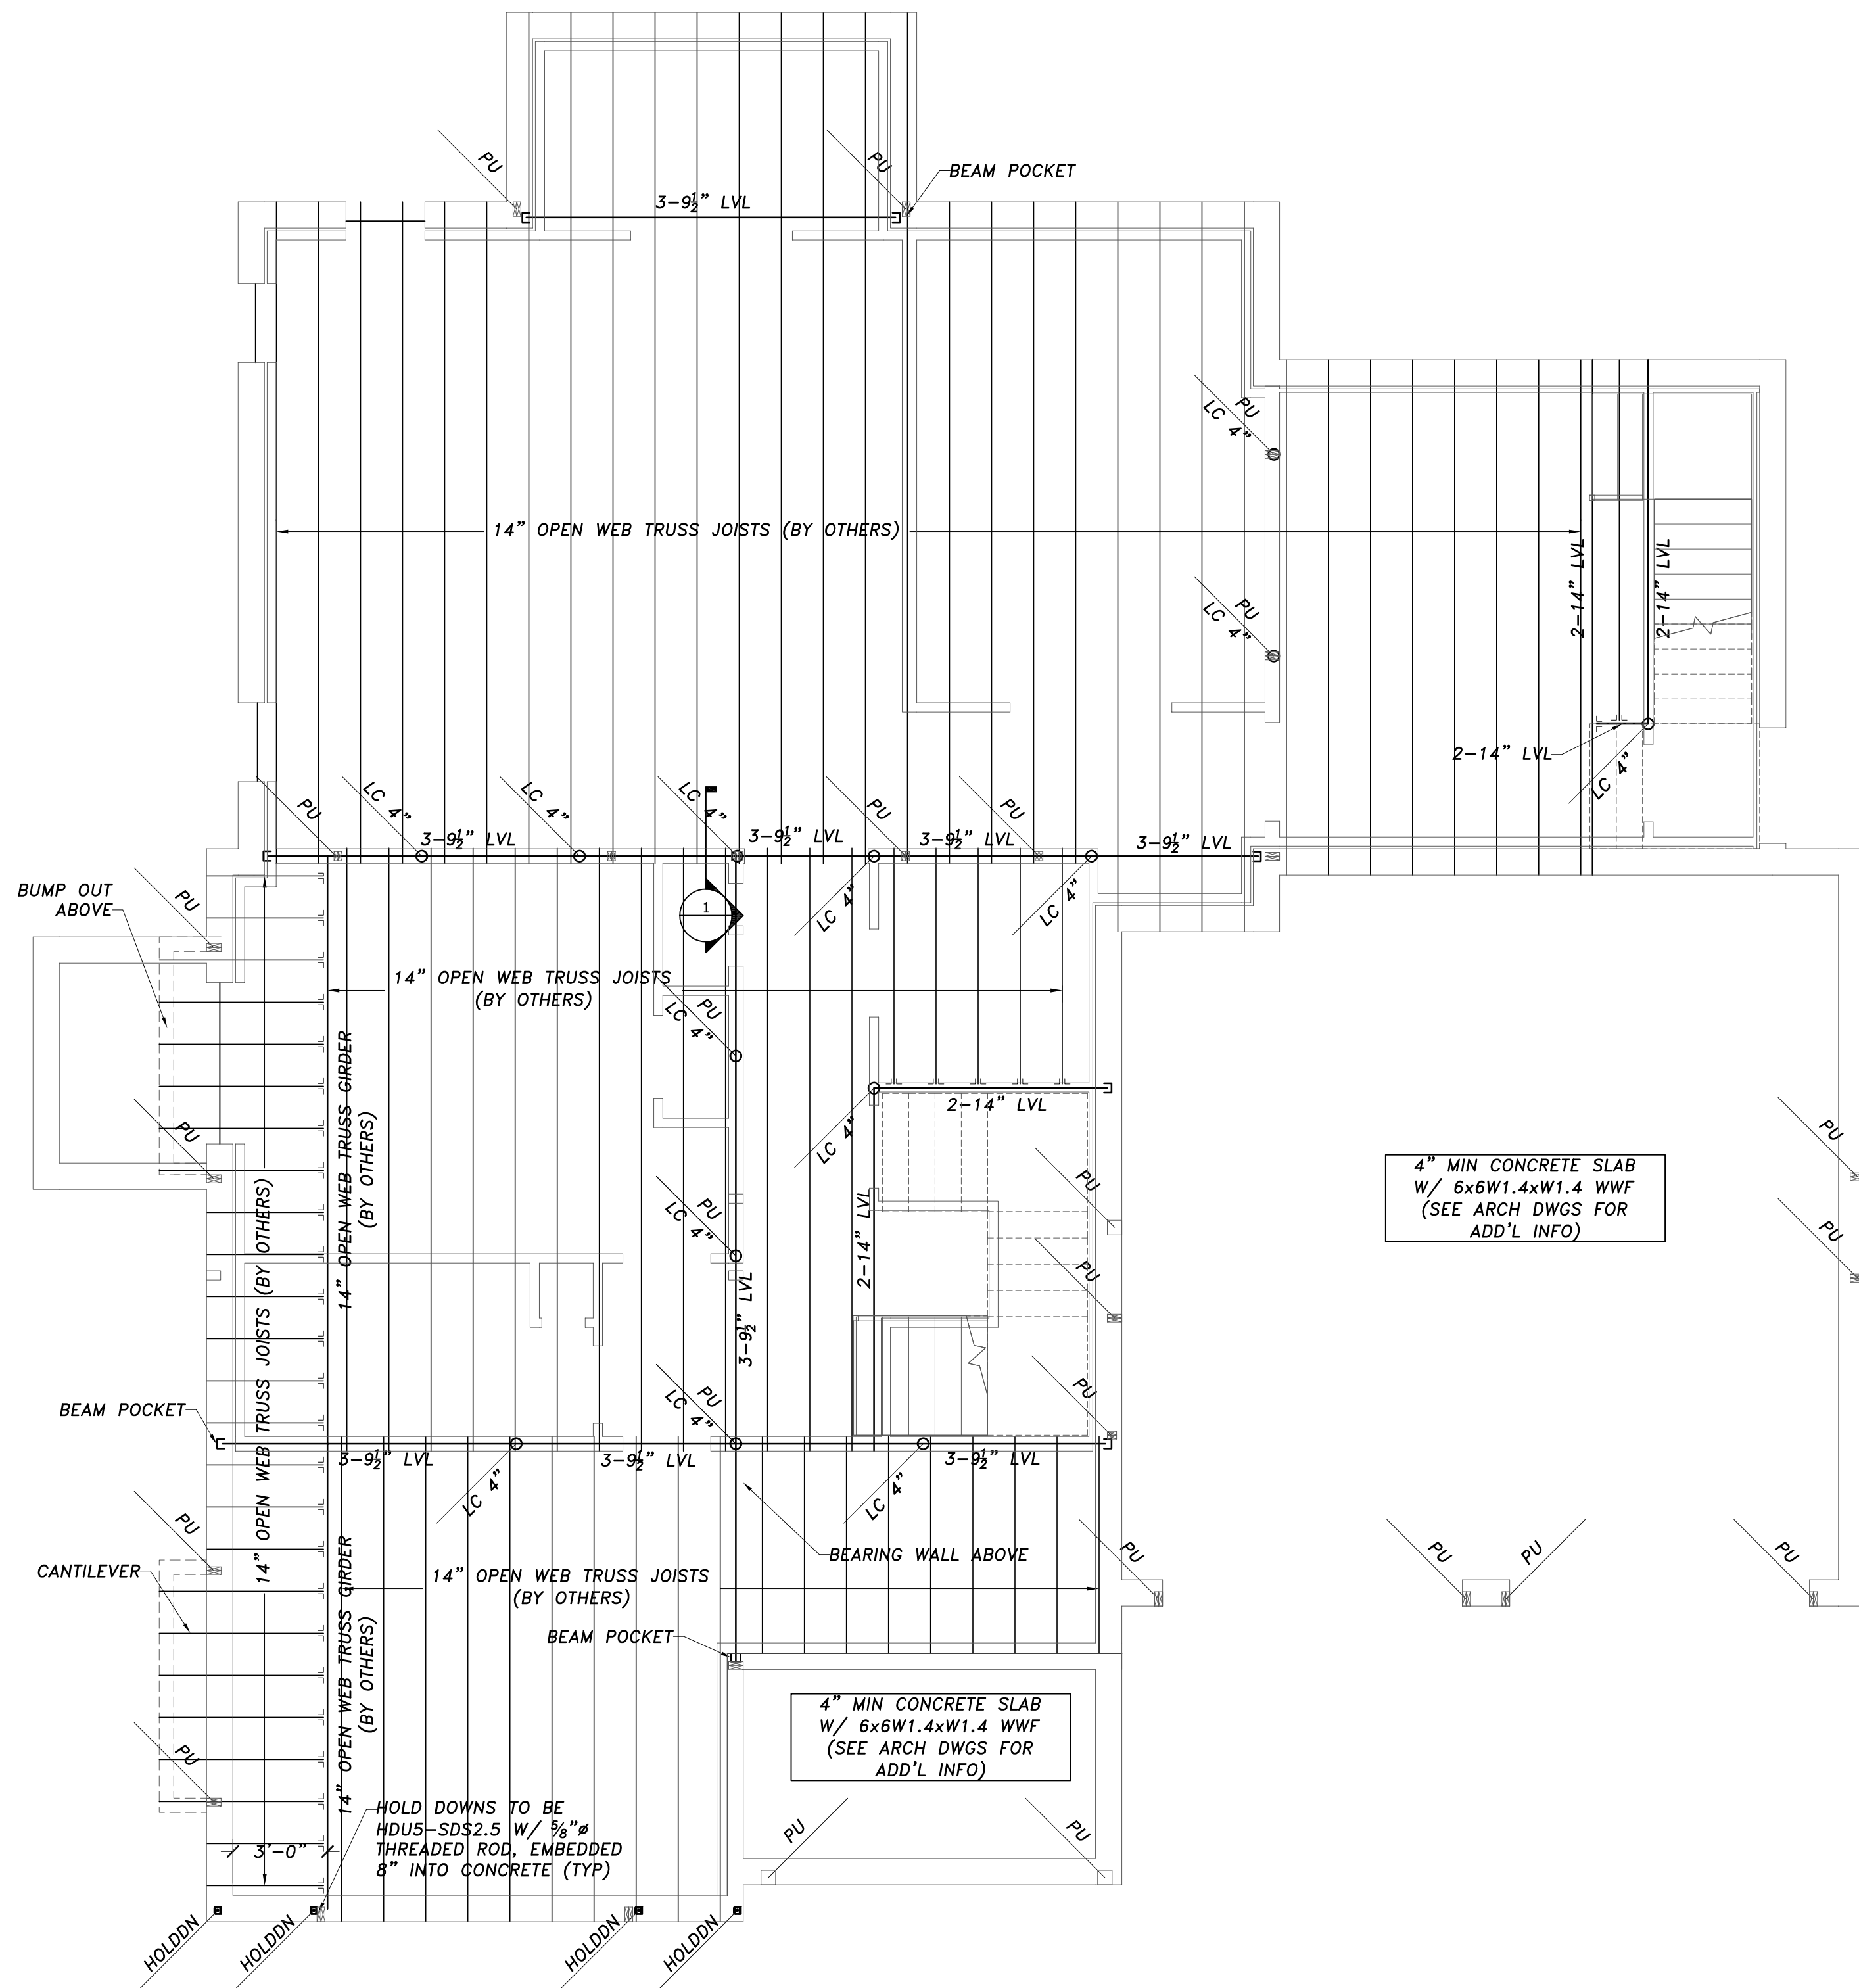 PU
PU
BEAM POCKET
3-9½" LVL
PU
LC 4"
14" OPEN WEB TRUSS JOISTS (BY OTHERS)
2-14" LVL
2-14" LVL
PU
LC 4"
2-14" LVL
LC 4"
PU
LC 4"
LC 4"
LC 4"
PU
PU
3-9½" LVL
3-9½" LVL
3-9½" LVL
3-9½" LVL
BUMP OUT
ABOVE
PU
1
LC 4"
LC 4"
14" OPEN WEB TRUSS JOISTS
(BY OTHERS)
PU
LC 4"
14" OPEN WEB TRUSS GIRDER
(BY OTHERS)
2-14" LVL
PU
LC 4"
PU
PU
4" MIN CONCRETE SLAB
W/ 6x6W1.4xW1.4 WWF
(SEE ARCH DWGS FOR
ADD'L INFO)
PU
14" OPEN WEB TRUSS JOISTS (BY OTHERS)
PU
LC 4"
2-14" LVL
PU
3-9½" LVL
PU
LC 4"
PU
BEAM POCKET
3-9½" LVL
3-9½" LVL
3-9½" LVL
PU
LC 4"
LC 4"
BEARING WALL ABOVE
PU
PU
PU
PU
CANTILEVER
14" OPEN WEB TRUSS JOISTS
(BY OTHERS)
14" OPEN WEB TRUSS GIRDER
(BY OTHERS)
BEAM POCKET
4" MIN CONCRETE SLAB
W/ 6x6W1.4xW1.4 WWF
(SEE ARCH DWGS FOR
ADD'L INFO)
PU
HOLD DOWNS TO BE
HDU5-SDS2.5 W/ ⅝"ø
THREADED ROD, EMBEDDED
8" INTO CONCRETE (TYP)
PU
PU
3'-0"
HOLDDN
HOLDDN
HOLDDN
HOLDDN